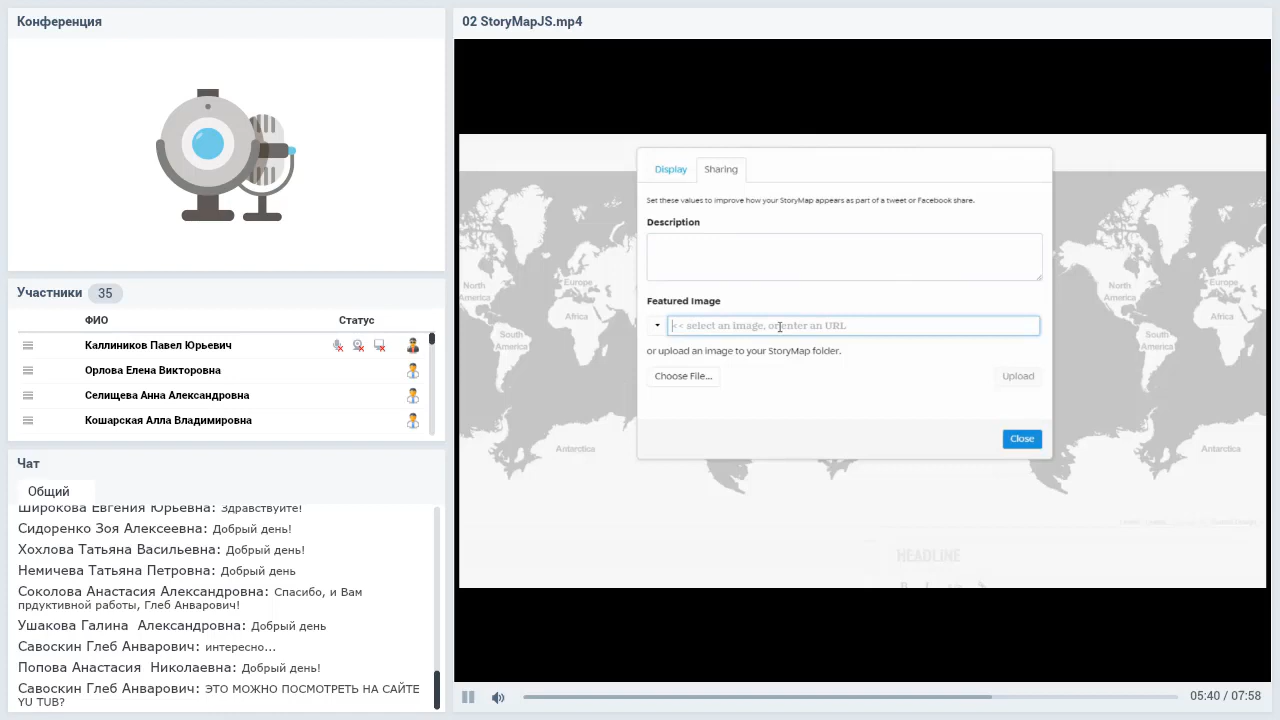 Конференция
02 StoryMapJS.mp4
Участники 35
ФИО Статус
Каллиников Павел Юрьевич
Орлова Елена Викторовна
Селищева Анна Александровна
Кошарская Алла Владимировна
Чат
Общий
Широкова Евгения Юрьевна: Здравствуйте!
Сидоренко Зоя Алексеевна: Добрый день!
Хохлова Татьяна Васильевна: Добрый день!
Немичева Татьяна Петровна: Добрый день
Соколова Анастасия Александровна: Спасибо, и Вам
прдуктивной работы, Глеб Анварович!
Ушакова Галина Александровна: Добрый день
Савоскин Глеб Анварович: интересно...
Попова Анастасия Николаевна: Добрый день!
Савоскин Глеб Анварович: ЭТО МОЖНО ПОСМОТРЕТЬ НА САЙТЕ
YU TUB?
Display Sharing
Set these values to improve how your StoryMap appears as part of a tweet or Facebook share.
Description
Featured Image
<< select an image, or enter an URL
or upload an image to your StoryMap folder.
Choose File... Upload
Close
North
America
Europe
Africa
South
America
Antarctica
Europe
North
America
Africa
South
America
Antarctica
HEADLINE
05:40 / 07:58